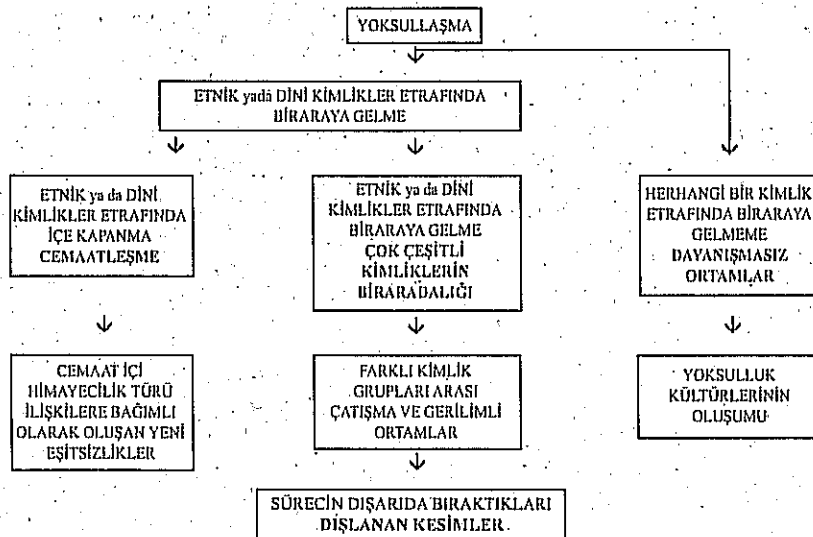 YOKSULLAŞMA
ETNİK yada DİNİ KİMLİKLER ETRAFINDA
BİRARAYA GELME
ETNİK ya da DİNİ
KİMLİKLER ETRAFINDA
İÇE KAPANMA
CEMAATLEŞME
ETNİK ya da DİNİ
KİMLİKLER ETRAFINDA
BİRARAYA GELME
ÇOK ÇEŞİTLİ
KİMLİKLERİN
BİRARADALIĞI
HERHANGİ BİR KİMLİK
ETRAFINDA BİRARAYA
GELMEME
DAYANIŞMASIZ
ORTAMLAR
CEMAAT İÇİ
HİMAYECİLİK TÜRÜ
İLİŞKİLERE BAĞIMLI
OLARAK OLUŞAN YENİ
EŞİTSİZLİKLER
FARKLI KİMLİK
GRUPLARI ARASI
ÇATIŞMA VE GERİLİMLİ
ORTAMLAR
YOKSULLUK
KÜLTÜRLERİNİN
OLUŞUMU
SÜRECİN DIŞARIDA BIRAKTIKLARI
DIŞLANAN KESİMLER